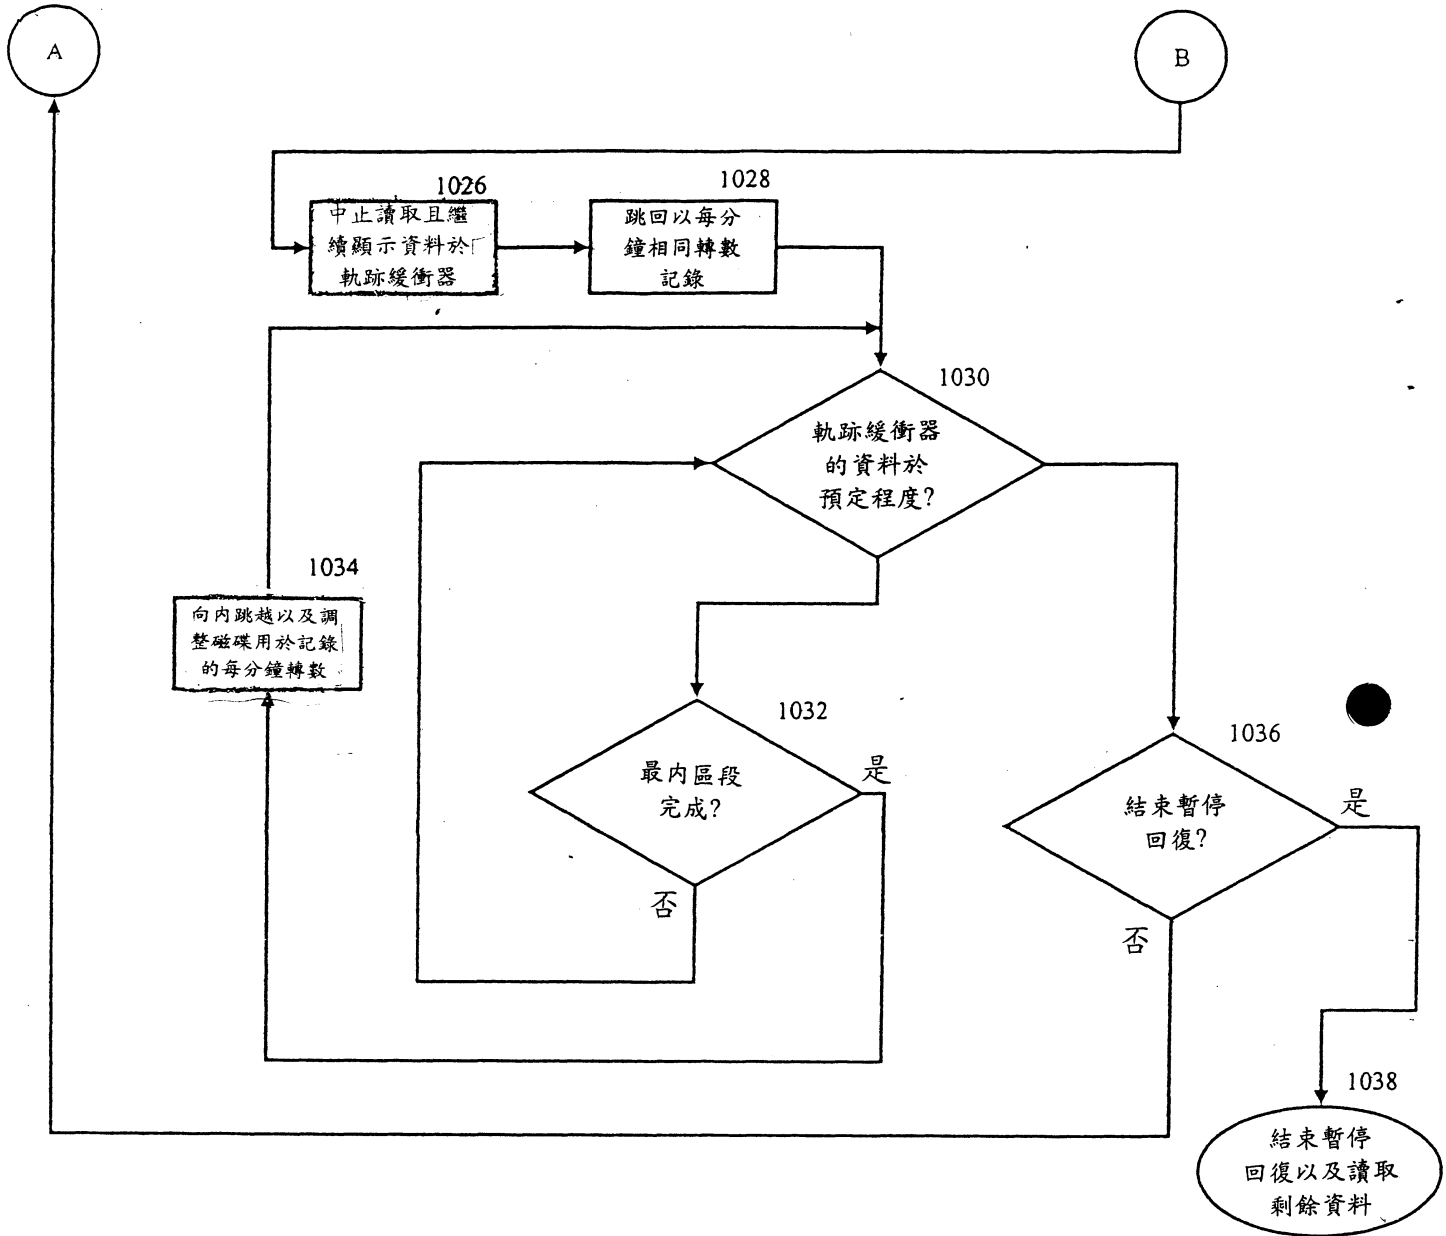 A
B
1026
中止讀取且繼
續顯示資料於
軌跡緩衝器
1028
跳回以每分
鐘相同轉數
記錄
1030
軌跡緩衝器
的資料於
預定程度?
1034
向内跳越以及調
整磁碟用於記錄
的每分鐘轉數
1032
最内區段
完成?
是
否
1036
結束暫停
回復?
是
否
1038
結束暫停
回復以及讀取
剩餘資料